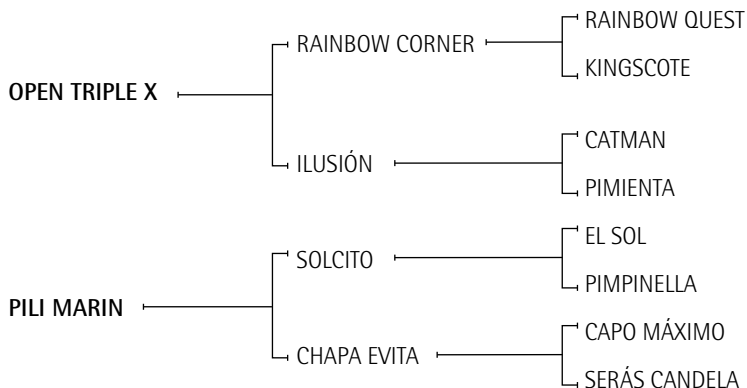 RAINBOW QUEST
RAINBOW CORNER
KINGSCOTE
OPEN TRIPLE X
CATMAN
ILUSIÓN
PIMIENTA
EL SOL
SOLCITO
PIMPINELLA
PILI MARIN
CAPO MÁXIMO
CHAPA EVITA
SERÁS CANDELA